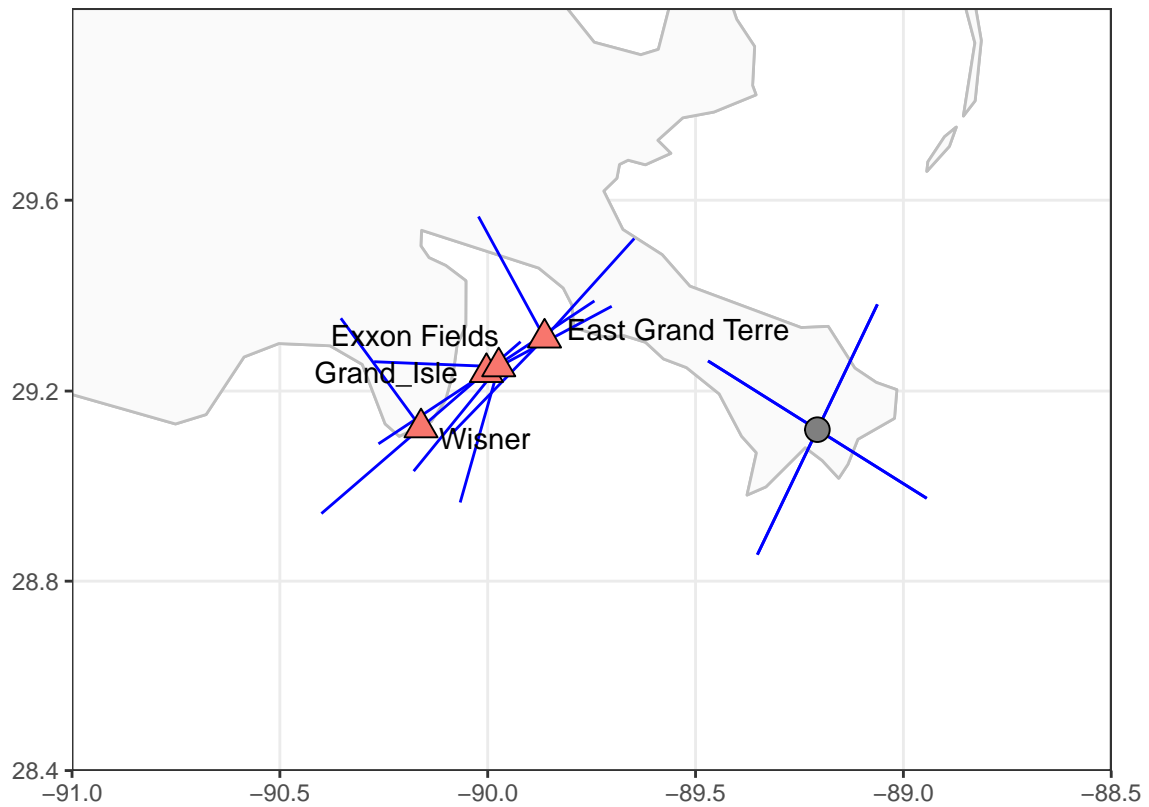 29.6
29.2
28.8
28.4
Exxon Fields
East Grand Terre
Grand_Isle
Wisner
−91.0 −90.5 −90.0 −89.5 −89.0 −88.5